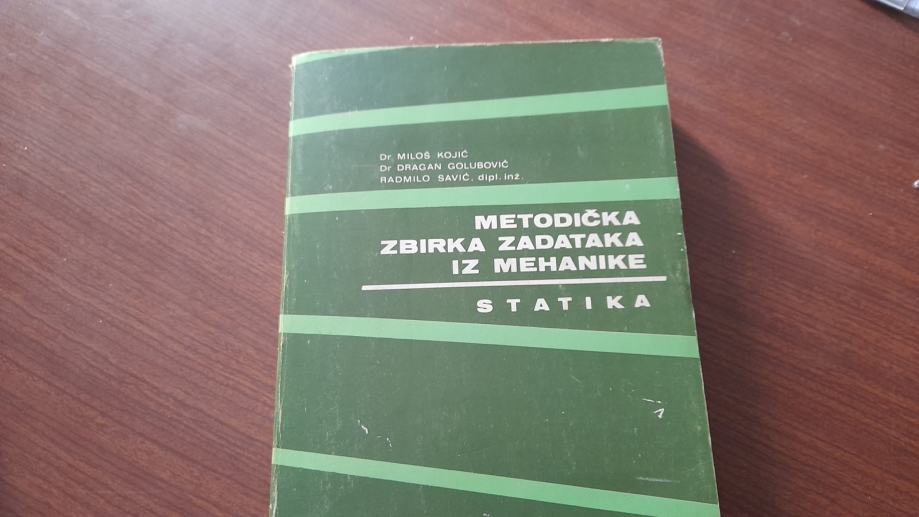 Dr MILOŠ KOJIĆ
Dr DRAGAN GOLUBOVIĆ
RADMILO SAVIĆ, dipl. inž.
METODIČKA
ZBIRKA ZADATAKA
IZ MEHANIKE
STATIKA